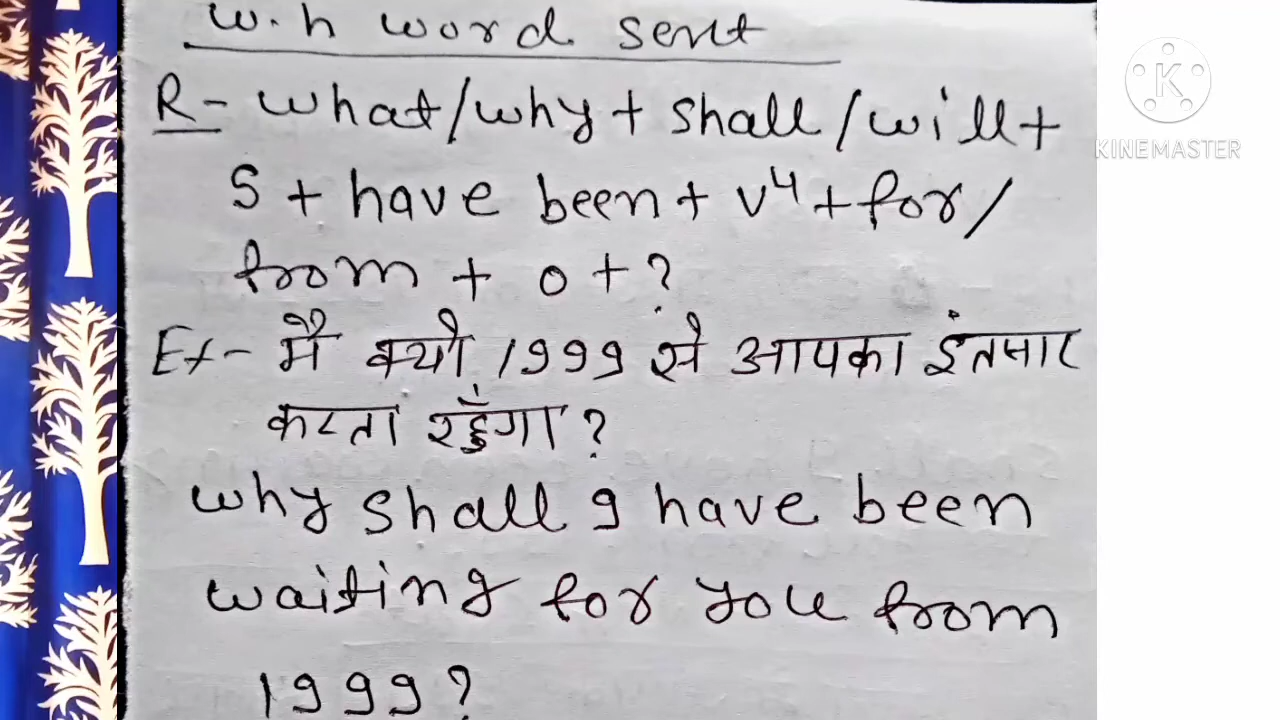 w.h word sent
R- what/why + shall/will +
S + have been + v4 + for/
from + o + ?
Ex- मैं क्यों 1999 से आपका इंतजार
करता रहूँगा ?
why shall I have been
waiting for you from
1999?
KINEMASTER